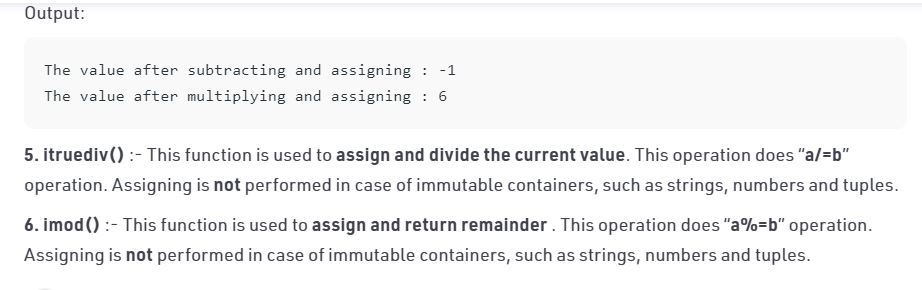 Output:
The value after subtracting and assigning : -1
The value after multiplying and assigning : 6
5. itruediv() :- This function is used to assign and divide the current value. This operation does “a/=b”
operation. Assigning is not performed in case of immutable containers, such as strings, numbers and tuples.
6. imod() :- This function is used to assign and return remainder . This operation does “a%=b” operation.
Assigning is not performed in case of immutable containers, such as strings, numbers and tuples.